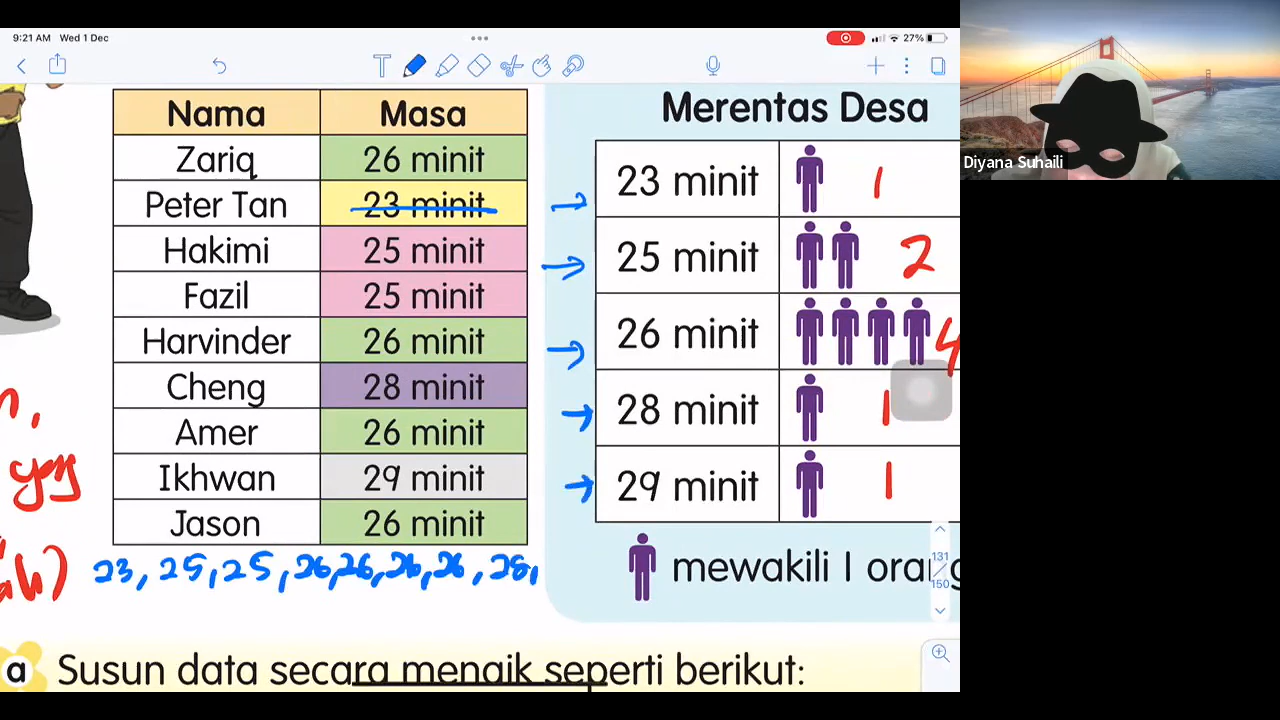 9:21 AM Wed 1 Dec
27%
Nama Masa
Zariq 26 minit
Peter Tan 23 minit
Hakimi 25 minit
Fazil 25 minit
Harvinder 26 minit
Cheng 28 minit
Amer 26 minit
Ikhwan 29 minit
Jason 26 minit
23, 25, 25, 26, 26, 26, 26, 28,
Merentas Desa
23 minit 1
25 minit 2
26 minit 4
28 minit 1
29 minit 1
mewakili 1 orang
131
150
a Susun data secara menaik seperti berikut:
Diyana Suhaili